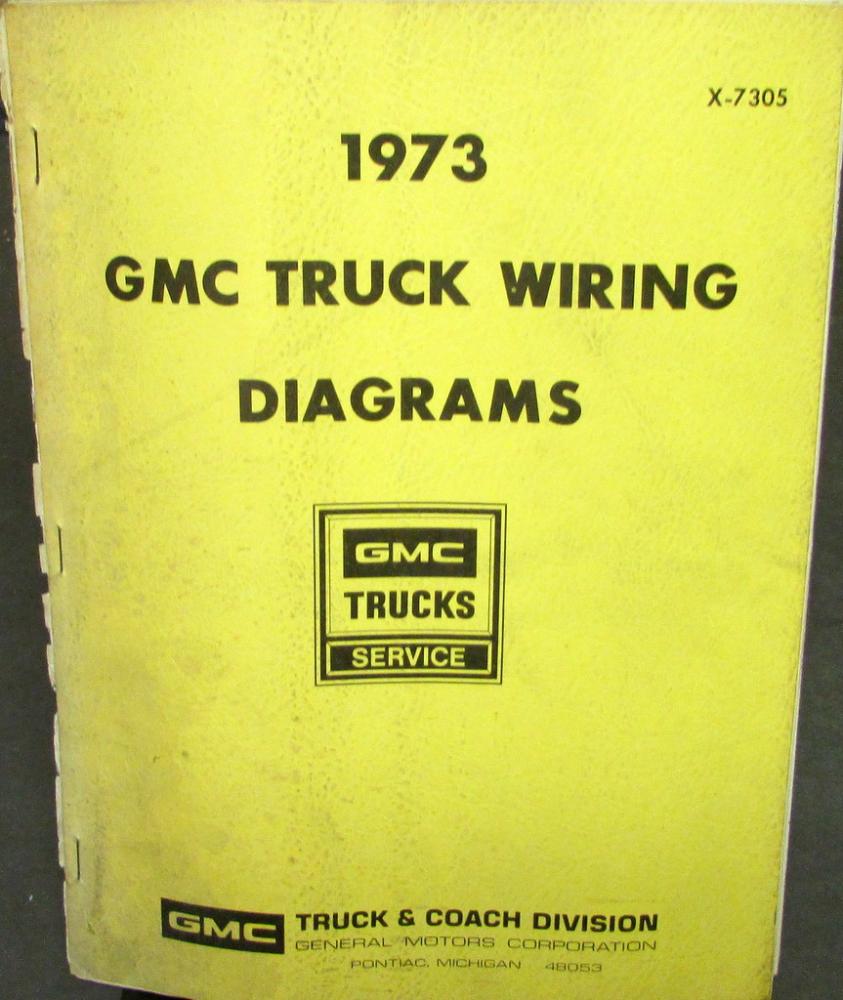 X-7305
1973
GMC TRUCK WIRING
DIAGRAMS
GMC
TRUCKS
SERVICE
GMC TRUCK & COACH DIVISION
GENERAL MOTORS CORPORATION
PONTIAC, MICHIGAN 48053